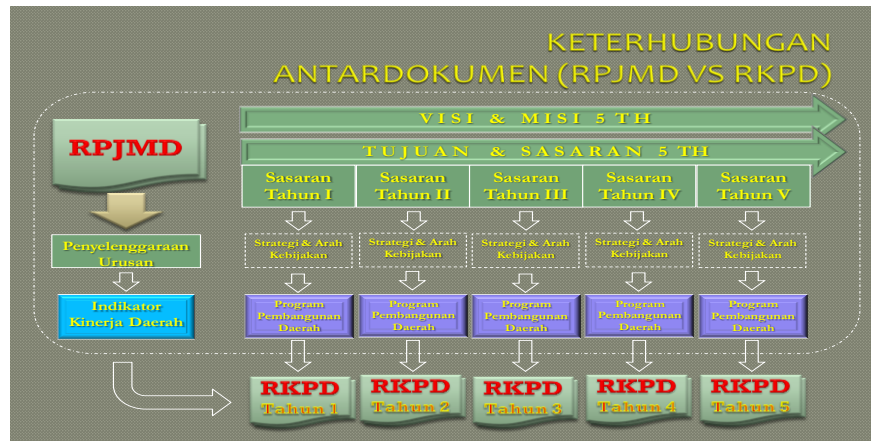 KETERHUBUNGAN
ANTARDOKUMEN (RPJMD VS RKPD)
RPJMD
VISI & MISI 5 TH
TUJUAN & SASARAN 5 TH
Sasaran
Tahun I
Sasaran
Tahun II
Sasaran
Tahun III
Sasaran
Tahun IV
Sasaran
Tahun V
Penyelenggaraan
Urusan
Strategi & Arah
Kebijakan
Strategi & Arah
Kebijakan
Strategi & Arah
Kebijakan
Strategi & Arah
Kebijakan
Strategi & Arah
Kebijakan
Indikator
Kinerja Daerah
Program
Pembangunan
Daerah
Program
Pembangunan
Daerah
Program
Pembangunan
Daerah
Program
Pembangunan
Daerah
Program
Pembangunan
Daerah
RKPD
Tahun 1
RKPD
Tahun 2
RKPD
Tahun 3
RKPD
Tahun 4
RKPD
Tahun 5